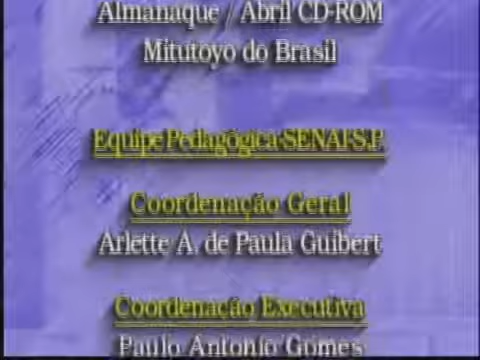 Almanaque / Abril CD-ROM
Mitutoyo do Brasil
Equipe Pedagógica-SENAI-S.P.
Coordenação Geral
Arlette A. de Paula Guibert
Coordenação Executiva
Paulo Antonio Gomes